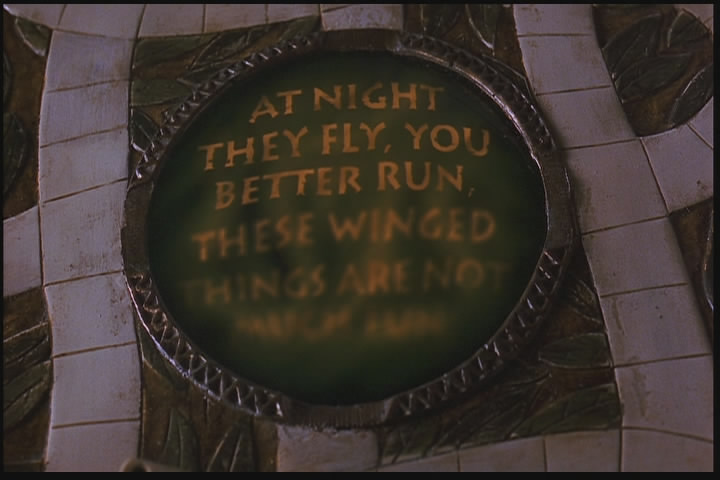 AT NIGHT
THEY FLY, YOU
BETTER RUN,
THESE WINGED
THINGS ARE NOT